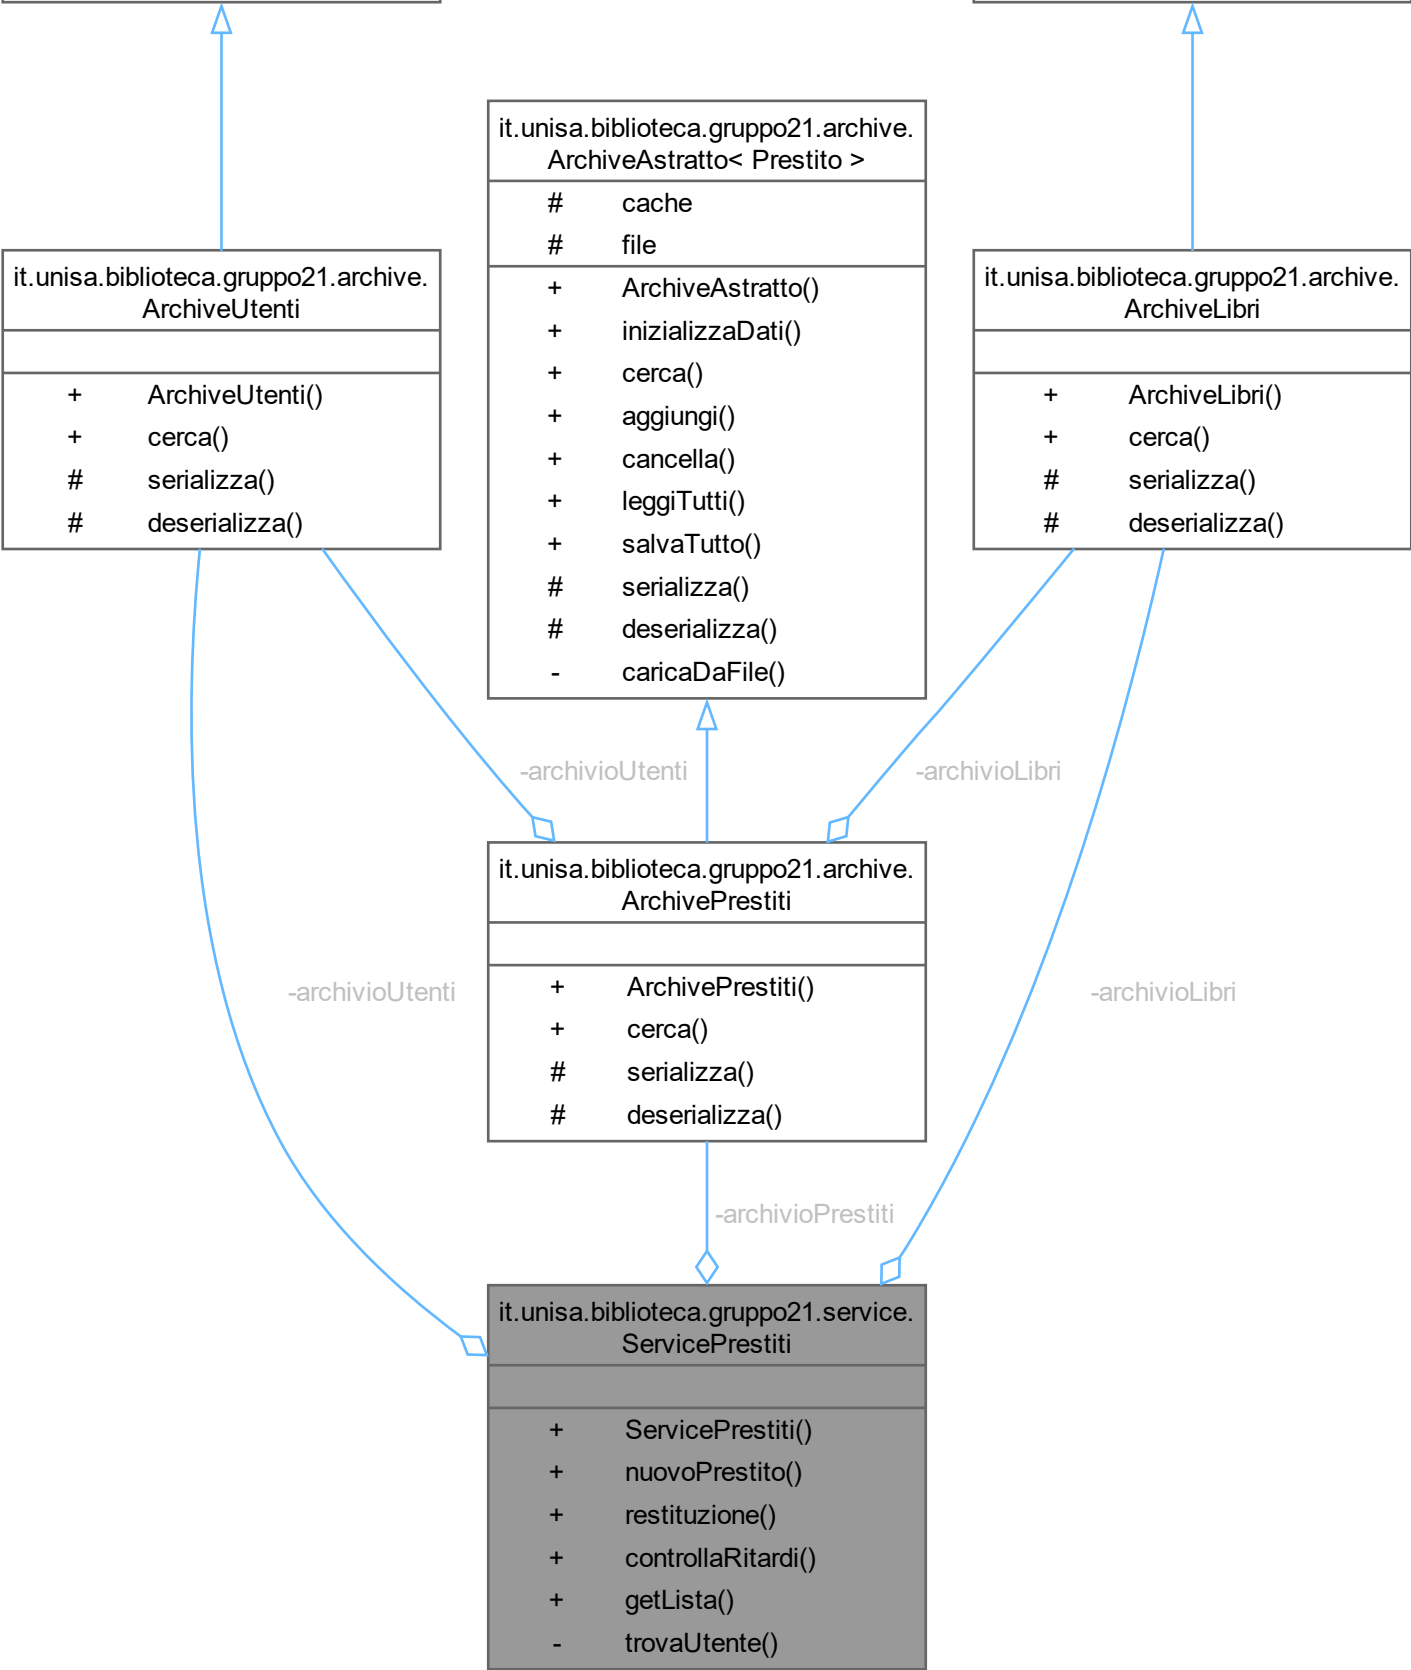 it.unisa.biblioteca.gruppo21.archive.
ArchiveAstratto< Prestito >
# cache
# file
+ ArchiveAstratto()
+ inizializzaDati()
+ cerca()
+ aggiungi()
+ cancella()
+ leggiTutti()
+ salvaTutto()
# serializza()
# deserializza()
- caricaDaFile()
it.unisa.biblioteca.gruppo21.archive.
ArchiveUtenti
+ ArchiveUtenti()
+ cerca()
# serializza()
# deserializza()
it.unisa.biblioteca.gruppo21.archive.
ArchiveLibri
+ ArchiveLibri()
+ cerca()
# serializza()
# deserializza()
-archivioUtenti
-archivioLibri
it.unisa.biblioteca.gruppo21.archive.
ArchivePrestiti
+ ArchivePrestiti()
+ cerca()
# serializza()
# deserializza()
-archivioUtenti
-archivioLibri
-archivioPrestiti
it.unisa.biblioteca.gruppo21.service.
ServicePrestiti
+ ServicePrestiti()
+ nuovoPrestito()
+ restituzione()
+ controllaRitardi()
+ getLista()
- trovaUtente()